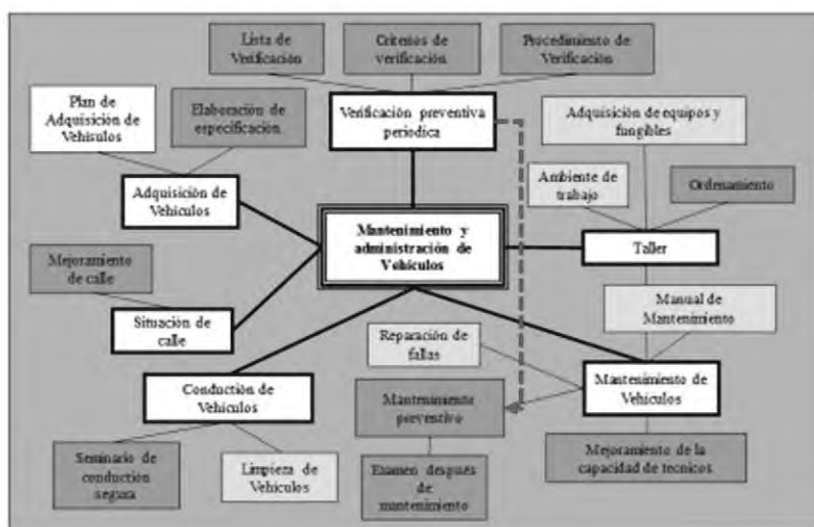 Lista de
Verificación
Criterios de
verificación
Procedimiento de
Verificación
Plan de
Adquisición de
Vehículos
Elaboración de
especificación
Verificación preventiva
periodica
Adquisición de equipos y
fungibles
Ambiente de
trabajo
Ordenamiento
Adquisición de
Vehículos
Mantenimiento y
administración de
Vehículos
Taller
Mejoramiento
de calle
Situación de
calle
Manual de
Mantenimiento
Reparación de
fallas
Conducción de
Vehículos
Mantenimiento
preventivo
Mantenimiento de
Vehículos
Seminario de
conducción
segura
Limpieza de
Vehículos
Examen después
de
mantenimiento
Mejoramiento de la
capacidad de tecnicos